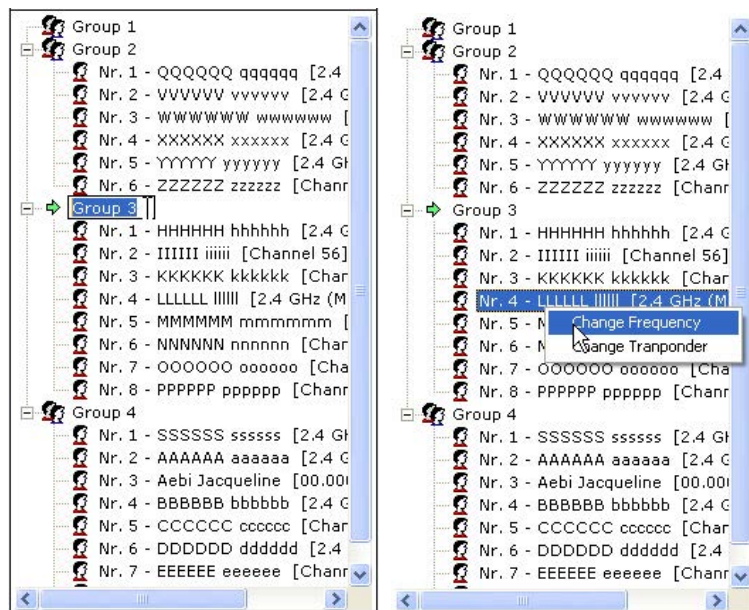 Group 1
Group 2
Nr. 1 - QQQQQQ qqqqqq [2.4
Nr. 2 - VVVVVV vvvvvv [2.4 G
Nr. 3 - WWWWWW wwwwww [
Nr. 4 - XXXXXX xxxxxx [2.4 G
Nr. 5 - YYYYYY yyyyyy [2.4 GH
Nr. 6 - ZZZZZZ zzzzzz [Chanr
Group 3
Nr. 1 - HHHHHH hhhhhh [2.4 G
Nr. 2 - IIIIII iiiiii [Channel 56]
Nr. 3 - KKKKKK kkkkkk [Char
Nr. 4 - LLLLLL llllll [2.4 GHz (M
Nr. 5 - MMMMMM mmmmmm [
Nr. 6 - NNNNNN nnnnnn [Char
Nr. 7 - OOOOOO oooooo [Cha
Nr. 8 - PPPPPP pppppp [Chanr
Group 4
Nr. 1 - SSSSSS ssssss [2.4 GH
Nr. 2 - AAAAAA aaaaaa [2.4 G
Nr. 3 - Aebi Jacqueline [00.00
Nr. 4 - BBBBBB bbbbbb [2.4 G
Nr. 5 - CCCCCC cccccc [Char
Nr. 6 - DDDDDD dddddd [2.4
Nr. 7 - EEEEEE eeeeee [Chanr
Group 1
Group 2
Nr. 1 - QQQQQQ qqqqqq [2.4
Nr. 2 - VVVVVV vvvvvv [2.4 G
Nr. 3 - WWWWWW wwwwww [
Nr. 4 - XXXXXX xxxxxx [2.4 G
Nr. 5 - YYYYYY yyyyyy [2.4 GH
Nr. 6 - ZZZZZZ zzzzzz [Chanr
Group 3
Nr. 1 - HHHHHH hhhhhh [2.4 G
Nr. 2 - IIIIII iiiiii [Channel 56]
Nr. 3 - KKKKKK kkkkkk [Char
Nr. 4 - LLLLLL llllll [2.4 GHz (M
Change Frequency
Change Tranponder
Nr. 5 - M
Nr. 6 - N
Nr. 7 - OOOOOO oooooo [Cha
Nr. 8 - PPPPPP pppppp [Chanr
Group 4
Nr. 1 - SSSSSS ssssss [2.4 GH
Nr. 2 - AAAAAA aaaaaa [2.4 G
Nr. 3 - Aebi Jacqueline [00.00
Nr. 4 - BBBBBB bbbbbb [2.4 G
Nr. 5 - CCCCCC cccccc [Char
Nr. 6 - DDDDDD dddddd [2.4
Nr. 7 - EEEEEE eeeeee [Chanr